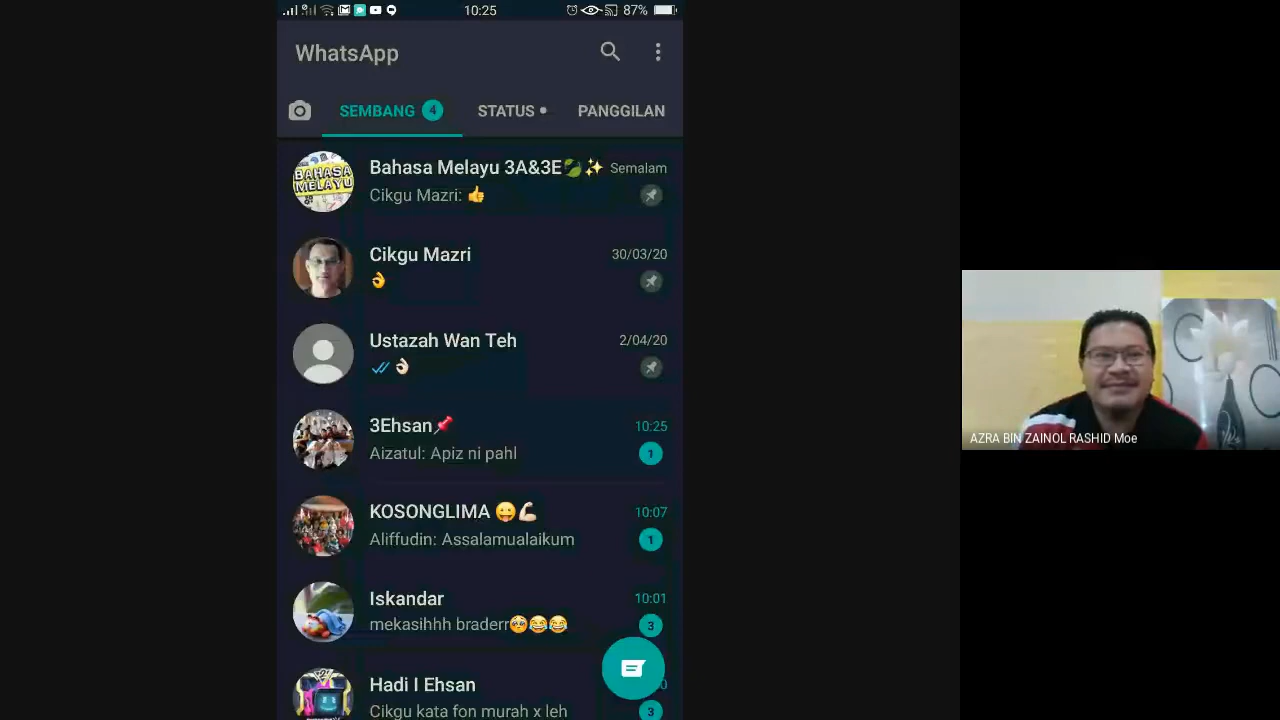 10:25
87%
WhatsApp
SEMBANG 4
STATUS
PANGGILAN
BAHASA
MELAYU
Bahasa Melayu 3A&3E Semalam
Cikgu Mazri: 👍
Cikgu Mazri 30/03/20
👌
Ustazah Wan Teh 2/04/20
👌🏻
3Ehsan📌 10:25
Aizatul: Apiz ni pahl 1
KOSONGLIMA 😛💪🏻 10:07
Aliffudin: Assalamualaikum 1
Iskandar 10:01
mekasihhh braderr🥺😂😂 3
Hadi I Ehsan
Cikgu kata fon murah x leh 3
AZRA BIN ZAINOL RASHID Moe